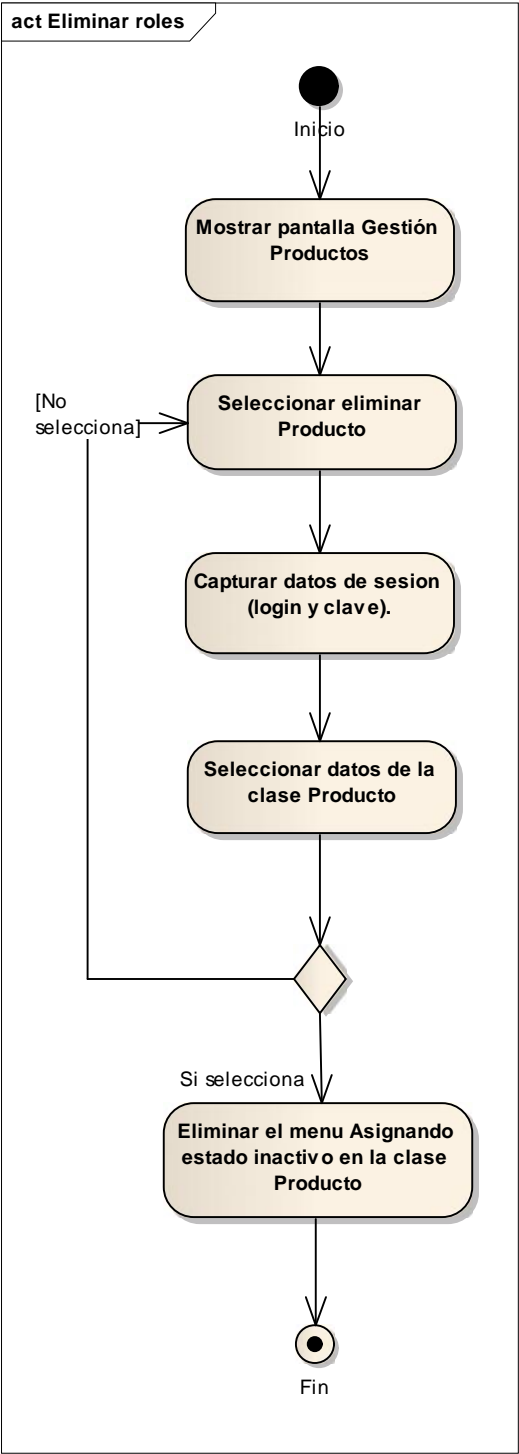 act Eliminar roles
Inicio
Mostrar pantalla Gestión
Productos
[No
selecciona]
Seleccionar eliminar
Producto
Capturar datos de sesion
(login y clave).
Seleccionar datos de la
clase Producto
Si selecciona
Eliminar el menu Asignando
estado inactivo en la clase
Producto
Fin